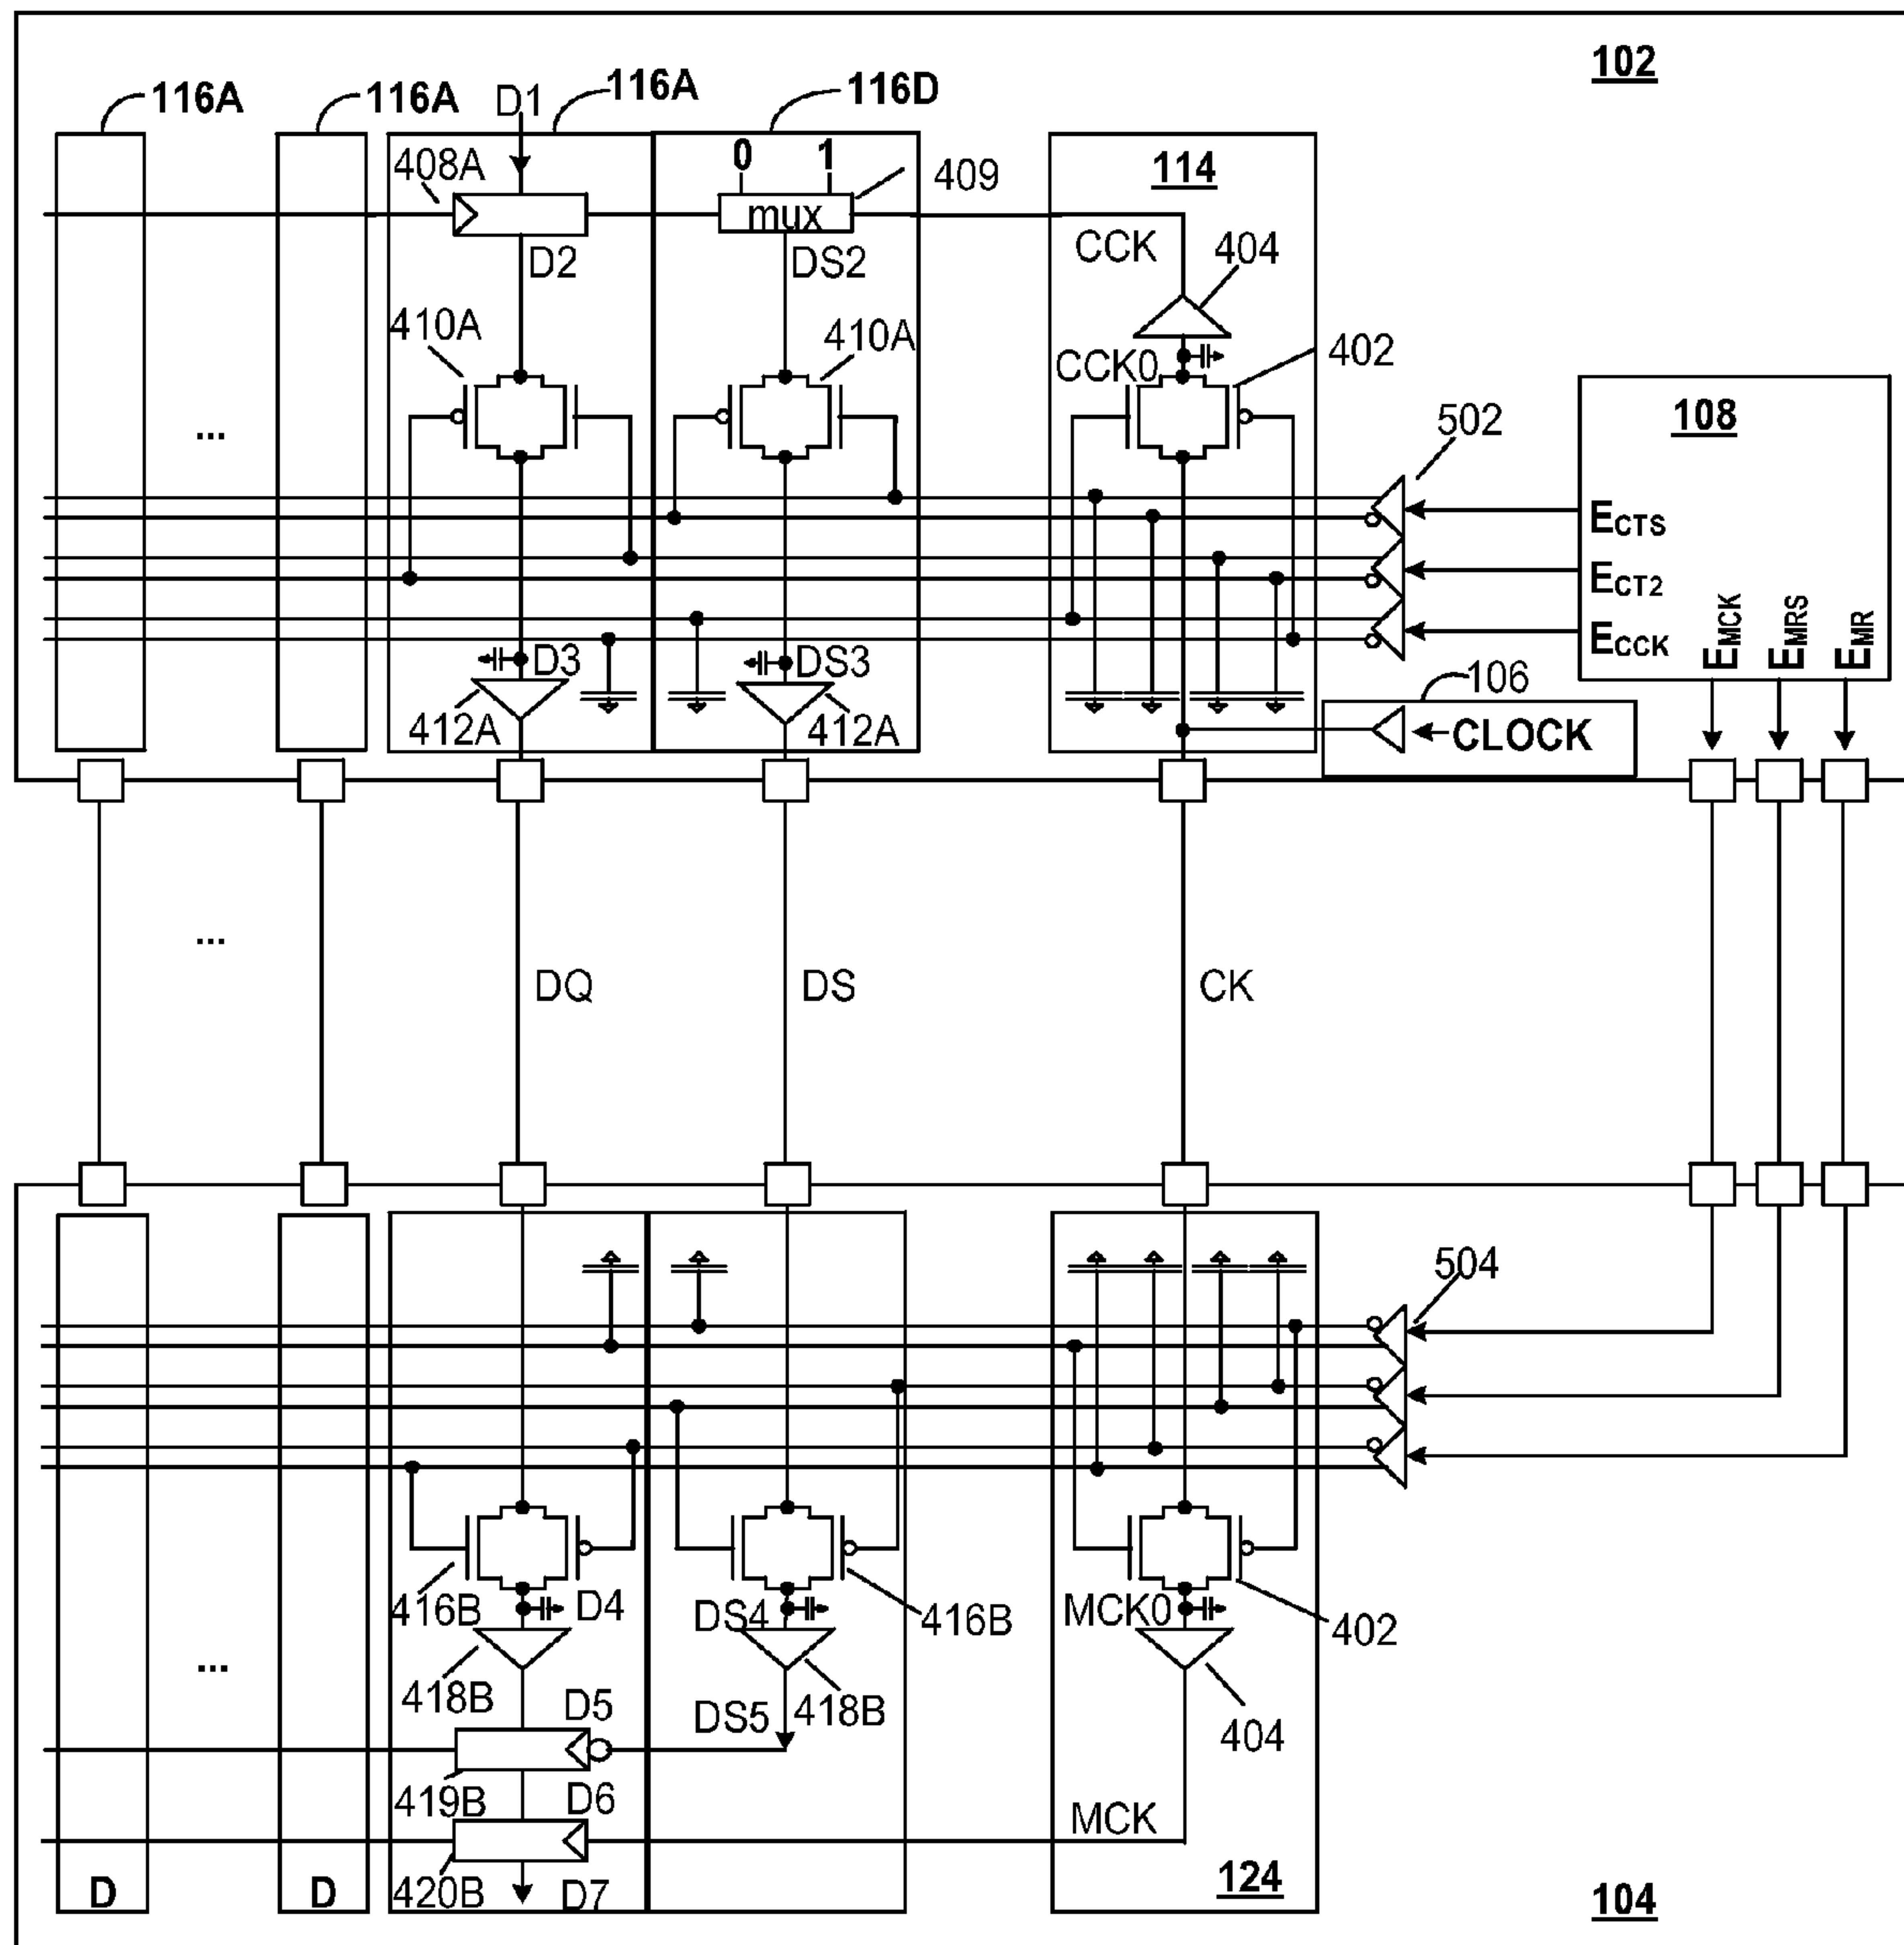 102
116A
116A
D1
116A
116D
408A
0
1
409
114
mux
D2
DS2
CCK
404
410A
410A
CCK0
402
...
502
108
ECTS
ECT2
ECCK
EMCK
EMRS
EMR
D3
DS3
412A
412A
106
CLOCK
...
DQ
DS
CK
504
416B
D4
DS4
416B
MCK0
402
...
418B
D5
DS5
418B
404
419B
D6
MCK
D
D
420B
D7
124
104